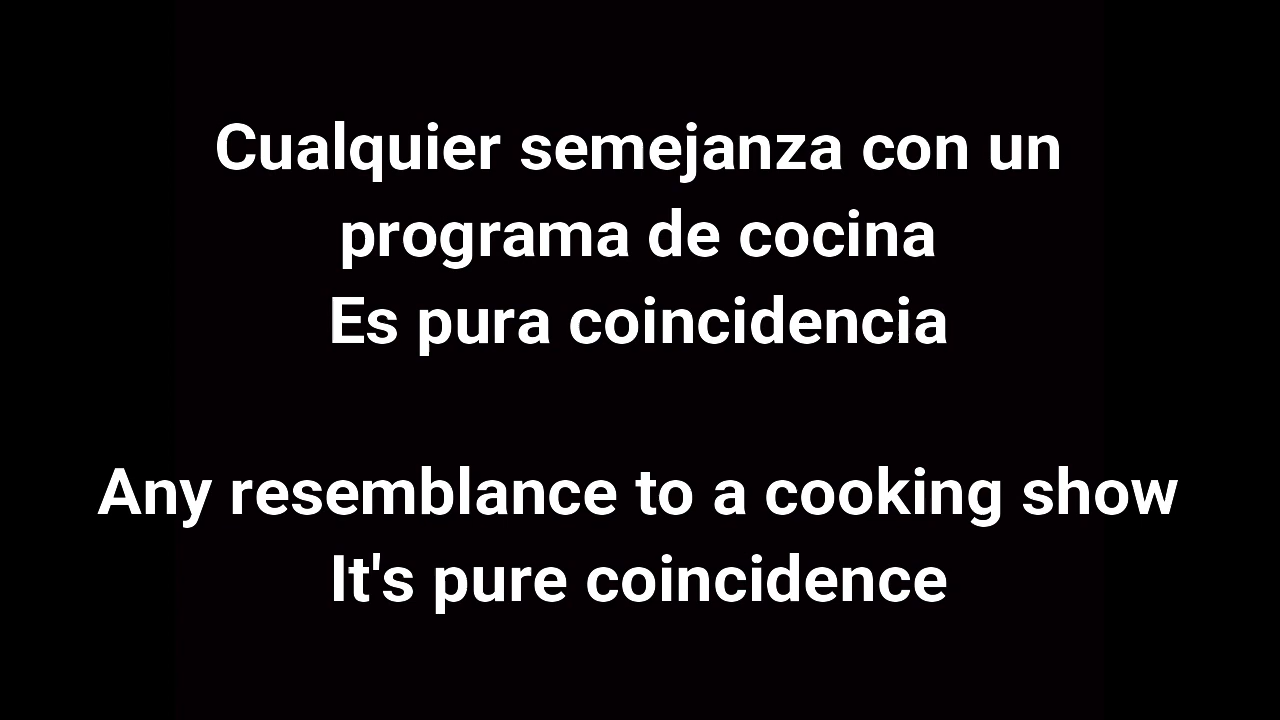 Cualquier semejanza con un
programa de cocina
Es pura coincidencia
Any resemblance to a cooking show
It's pure coincidence